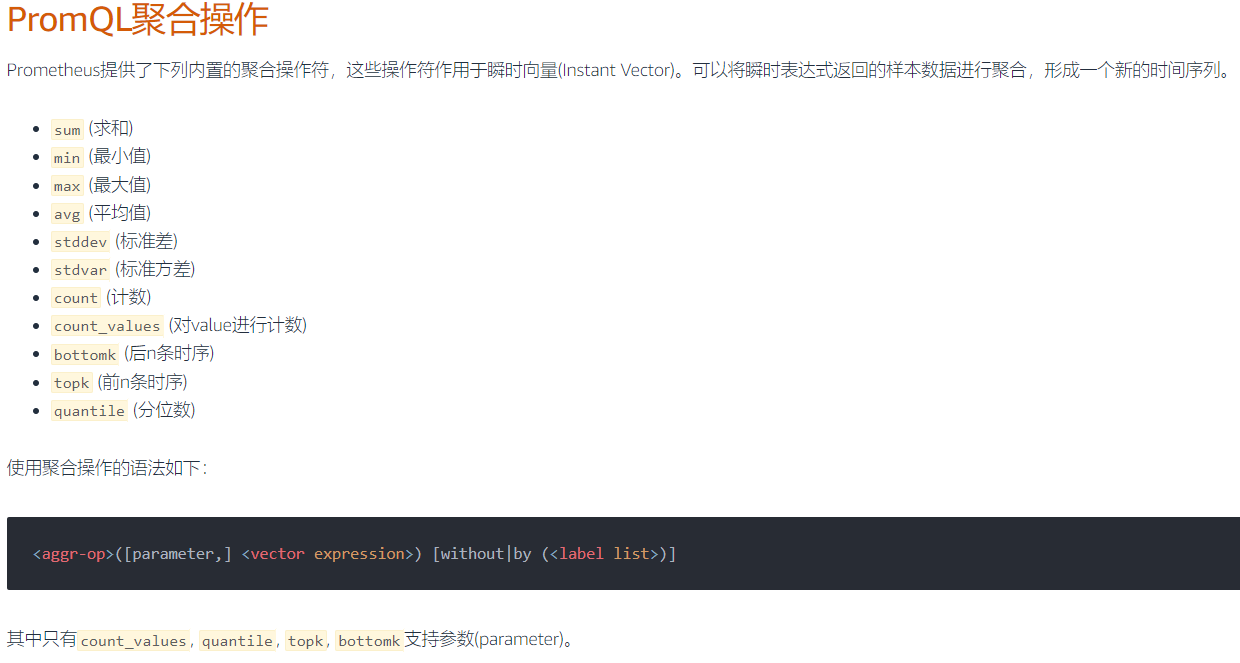 PromQL聚合操作
Prometheus提供了下列内置的聚合操作符，这些操作符作用于瞬时向量(Instant Vector)。可以将瞬时表达式返回的样本数据进行聚合，形成一个新的时间序列。
sum (求和)
min (最小值)
max (最大值)
avg (平均值)
stddev (标准差)
stdvar (标准方差)
count (计数)
count_values (对value进行计数)
bottomk (后n条时序)
topk (前n条时序)
quantile (分位数)
使用聚合操作的语法如下：
<aggr-op>([parameter,] <vector expression>) [without|by (<label list>)]
其中只有count_values, quantile, topk, bottomk支持参数(parameter)。